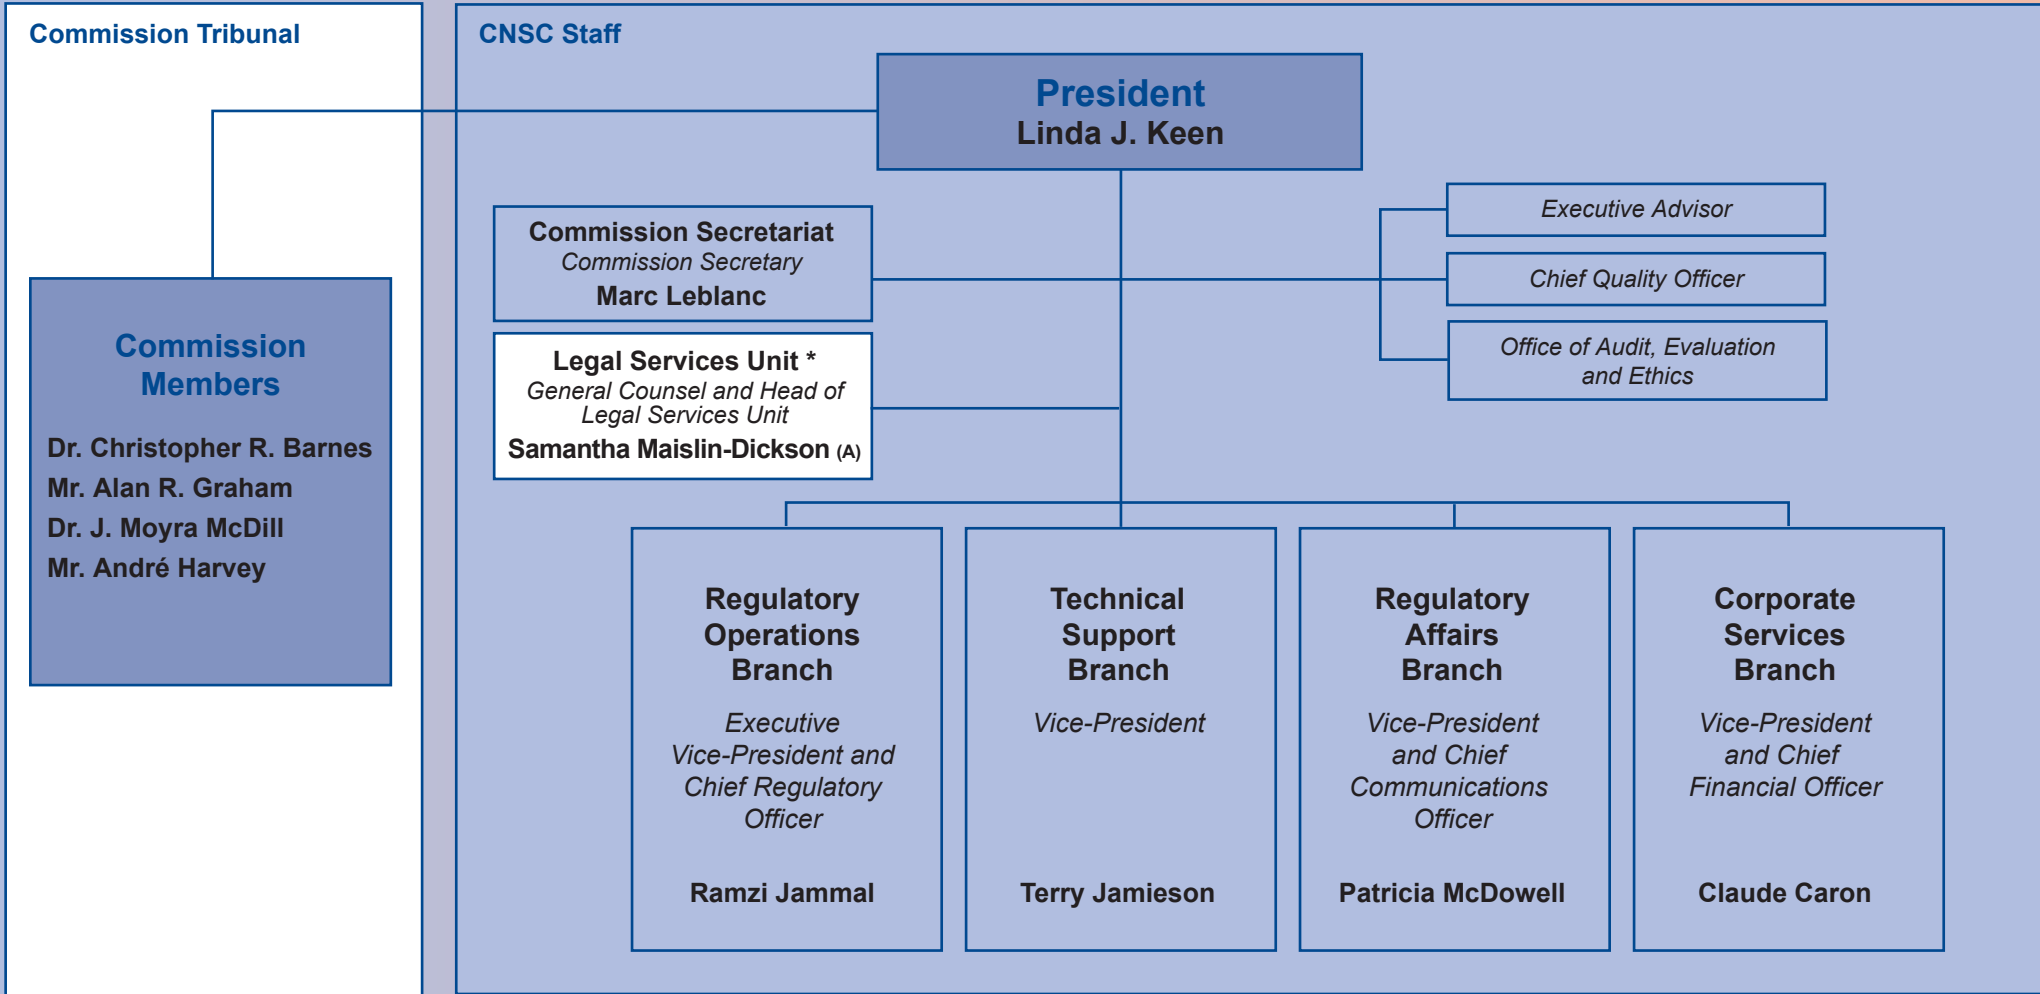 Commission Tribunal
Commission
Members
Dr. Christopher R. Barnes
Mr. Alan R. Graham
Dr. J. Moyra McDill
Mr. André Harvey
CNSC Staff
President
Linda J. Keen
Commission Secretariat
Commission Secretary
Marc Leblanc
Legal Services Unit *
General Counsel and Head of
Legal Services Unit
Samantha Maislin-Dickson (A)
Executive Advisor
Chief Quality Officer
Office of Audit, Evaluation
and Ethics
Regulatory
Operations
Branch
Executive
Vice-President and
Chief Regulatory
Officer
Ramzi Jammal
Technical
Support
Branch
Vice-President
Terry Jamieson
Regulatory
Affairs
Branch
Vice-President
and Chief
Communications
Officer
Patricia McDowell
Corporate
Services
Branch
Vice-President
and Chief
Financial Officer
Claude Caron